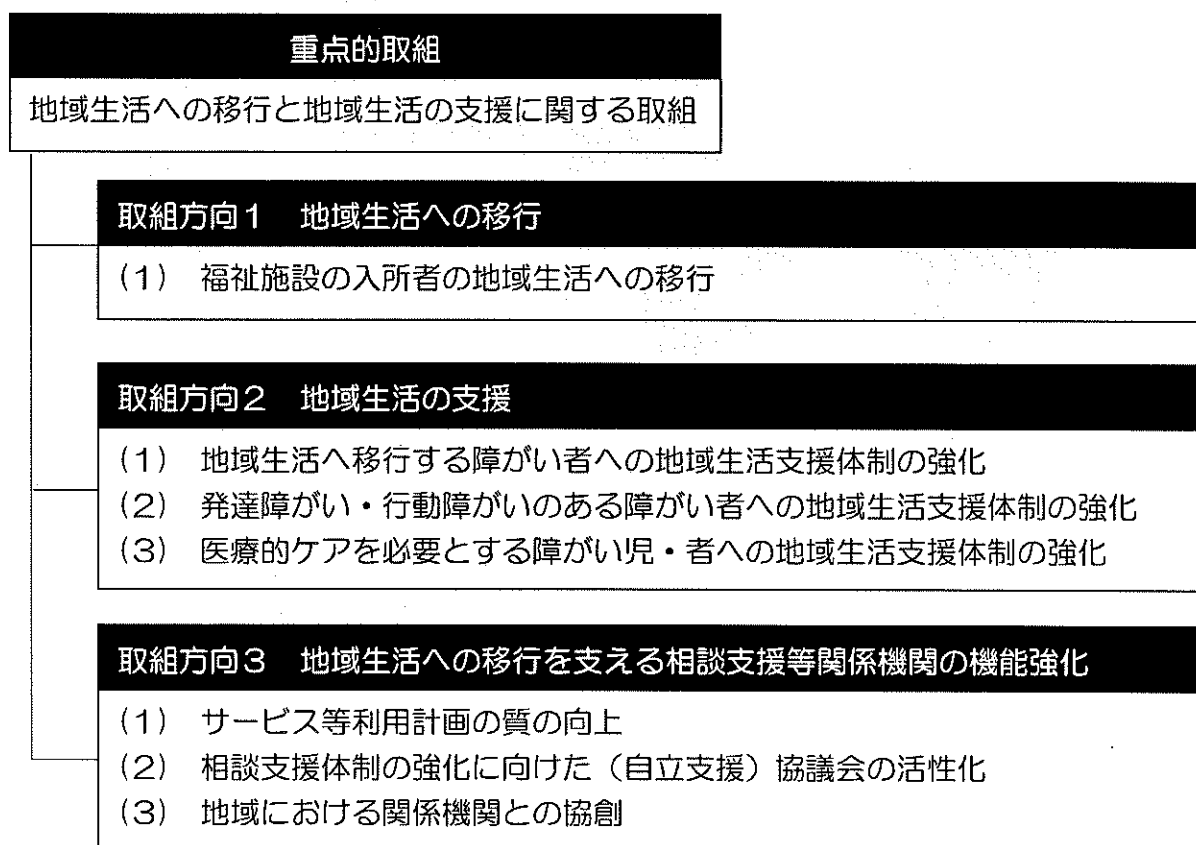 重点的取組
地域生活への移行と地域生活の支援に関する取組
取組方向1　地域生活への移行
(1)　福祉施設の入所者の地域生活への移行
取組方向2　地域生活の支援
(1)　地域生活へ移行する障がい者への地域生活支援体制の強化
(2)　発達障がい・行動障がいのある障がい者への地域生活支援体制の強化
(3)　医療的ケアを必要とする障がい児・者への地域生活支援体制の強化
取組方向3　地域生活への移行を支える相談支援等関係機関の機能強化
(1)　サービス等利用計画の質の向上
(2)　相談支援体制の強化に向けた（自立支援）協議会の活性化
(3)　地域における関係機関との協創